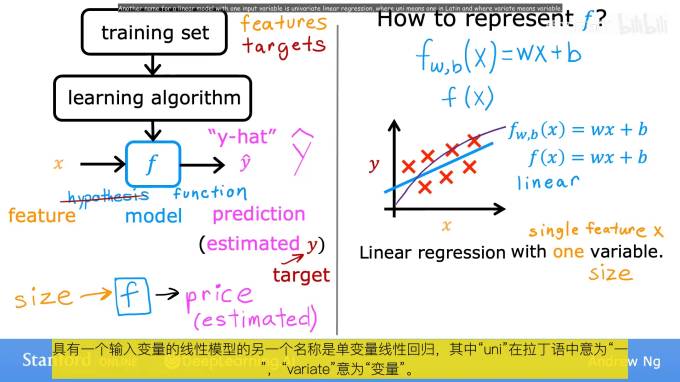 Another name for a linear model with one input variable is univariate linear regression, where uni means one in Latin and where variate means variable.
bilibili
training set
features
targets
learning algorithm
x
f
"y-hat"
ŷ
ŷ
hypothesis
function
feature
model
prediction
(estimated y)
target
size → f → price
(estimated)
How to represent f?
f w,b (x) = wx + b
f (x)
y
x
f w,b (x) = wx + b
f(x) = wx + b
linear
single feature x
Linear regression with one variable.
size
具有一个输入变量的线性模型的另一个名称是单变量线性回归，其中“uni”在拉丁语中意为“一
”，“variate”意为“变量”。
Stanford ONLINE
DeepLearning
Andrew Ng